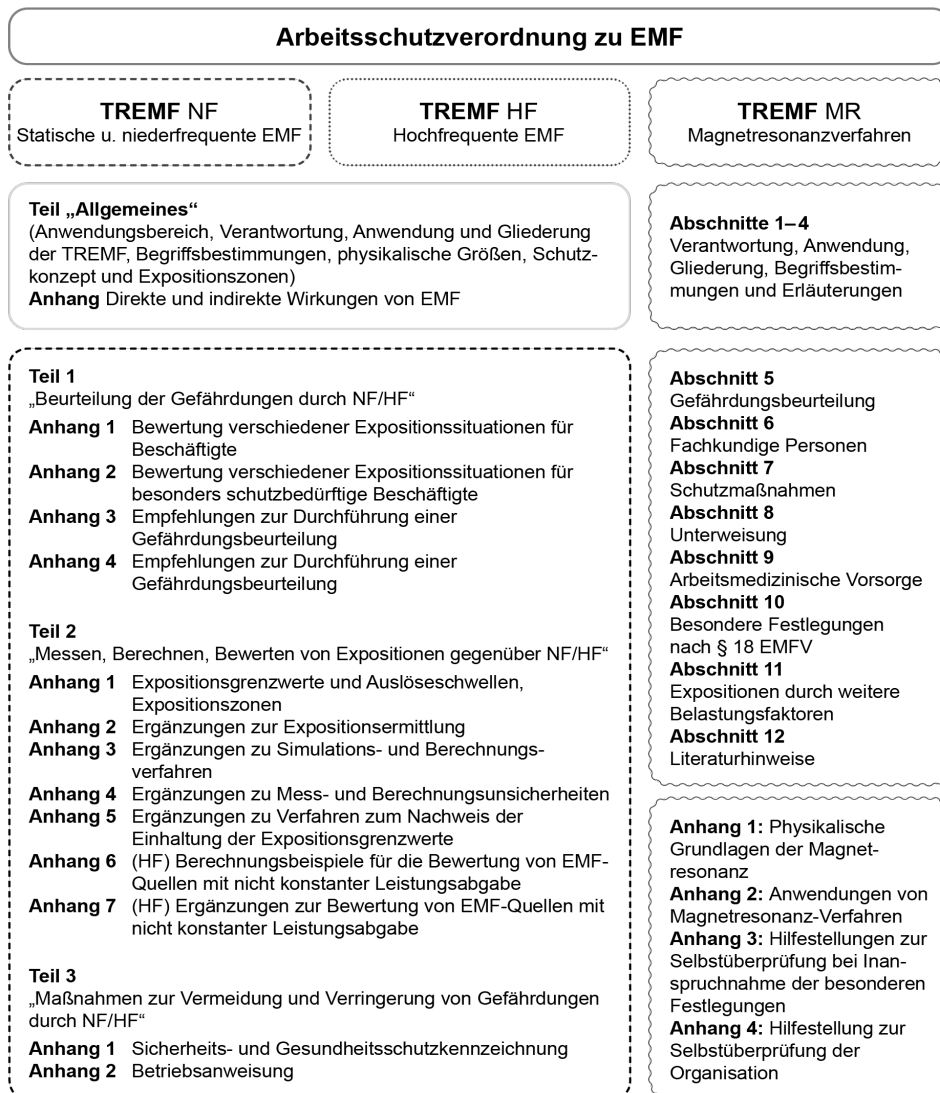 Arbeitsschutzverordnung zu EMF
TREMF NF
Statische u. niederfrequente EMF
TREMF HF
Hochfrequente EMF
TREMF MR
Magnetresonanzverfahren
Teil „Allgemeines“
(Anwendungsbereich, Verantwortung, Anwendung und Gliederung
der TREMF, Begriffsbestimmungen, physikalische Größen, Schutz-
konzept und Expositionszonen)
Anhang Direkte und indirekte Wirkungen von EMF
Abschnitte 1–4
Verantwortung, Anwendung,
Gliederung, Begriffsbestim-
mungen und Erläuterungen
Teil 1
„Beurteilung der Gefährdungen durch NF/HF“
Anhang 1 Bewertung verschiedener Expositionssituationen für
Beschäftigte
Anhang 2 Bewertung verschiedener Expositionssituationen für
besonders schutzbedürftige Beschäftigte
Anhang 3 Empfehlungen zur Durchführung einer
Gefährdungsbeurteilung
Anhang 4 Empfehlungen zur Durchführung einer
Gefährdungsbeurteilung
Teil 2
„Messen, Berechnen, Bewerten von Expositionen gegenüber NF/HF“
Anhang 1 Expositionsgrenzwerte und Auslöseschwellen,
Expositionszonen
Anhang 2 Ergänzungen zur Expositionsermittlung
Anhang 3 Ergänzungen zu Simulations- und Berechnungs-
verfahren
Anhang 4 Ergänzungen zu Mess- und Berechnungsunsicherheiten
Anhang 5 Ergänzungen zu Verfahren zum Nachweis der
Einhaltung der Expositionsgrenzwerte
Anhang 6 (HF) Berechnungsbeispiele für die Bewertung von EMF-
Quellen mit nicht konstanter Leistungsabgabe
Anhang 7 (HF) Ergänzungen zur Bewertung von EMF-Quellen mit
nicht konstanter Leistungsabgabe
Teil 3
„Maßnahmen zur Vermeidung und Verringerung von Gefährdungen
durch NF/HF“
Anhang 1 Sicherheits- und Gesundheitsschutzkennzeichnung
Anhang 2 Betriebsanweisung
Abschnitt 5
Gefährdungsbeurteilung
Abschnitt 6
Fachkundige Personen
Abschnitt 7
Schutzmaßnahmen
Abschnitt 8
Unterweisung
Abschnitt 9
Arbeitsmedizinische Vorsorge
Abschnitt 10
Besondere Festlegungen
nach § 18 EMFV
Abschnitt 11
Expositionen durch weitere
Belastungsfaktoren
Abschnitt 12
Literaturhinweise
Anhang 1: Physikalische
Grundlagen der Magnet-
resonanz
Anhang 2: Anwendungen von
Magnetresonanz-Verfahren
Anhang 3: Hilfestellungen zur
Selbstüberprüfung bei Inan-
spruchnahme der besonderen
Festlegungen
Anhang 4: Hilfestellung zur
Selbstüberprüfung der
Organisation